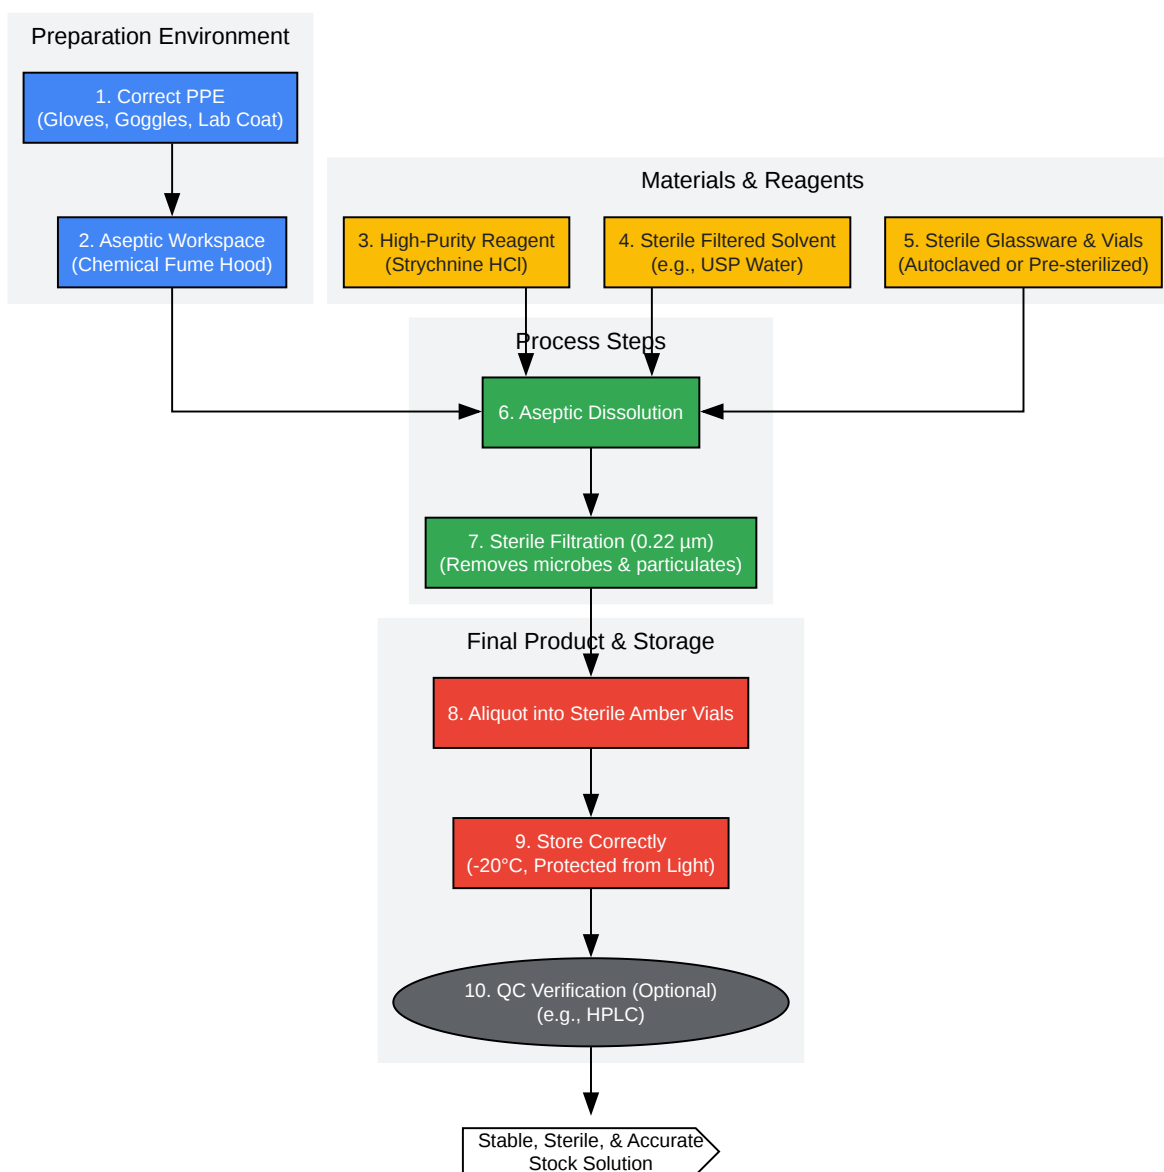 Preparation Environment
1. Correct PPE
(Gloves, Goggles, Lab Coat)
2. Aseptic Workspace
(Chemical Fume Hood)
Materials & Reagents
3. High-Purity Reagent
(Strychnine HCl)
4. Sterile Filtered Solvent
(e.g., USP Water)
5. Sterile Glassware & Vials
(Autoclaved or Pre-sterilized)
Process Steps
6. Aseptic Dissolution
7. Sterile Filtration (0.22 µm)
(Removes microbes & particulates)
Final Product & Storage
8. Aliquot into Sterile Amber Vials
9. Store Correctly
(-20°C, Protected from Light)
10. QC Verification (Optional)
(e.g., HPLC)
Stable, Sterile, & Accurate
Stock Solution